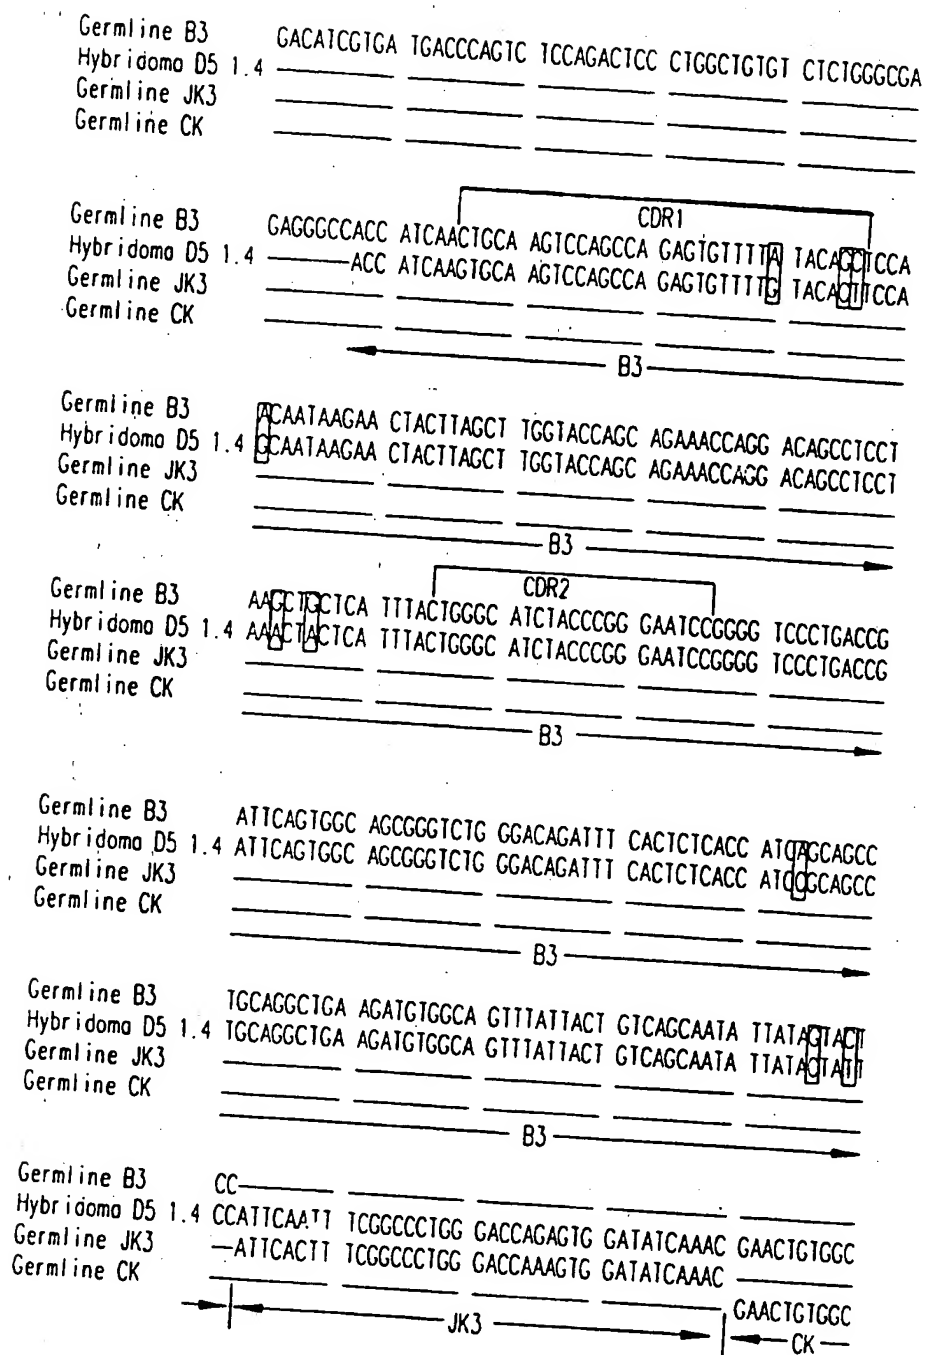 Germline B3 GACATCGTGA TGACCCAGTC TCCAGACTCC CTGGCTGTGT CTCTGGGCGA
Hybridoma D5 1.4
Germline JK3
Germline CK
CDR1
Germline B3 GAGGGCCACC ATCAACTGCA AGTCCAGCCA GAGTGTTTTA TACAGCTCCA
Hybridoma D5 1.4 ACC ATCAAGTGCA AGTCCAGCCA GAGTGTTTTG TACACTTCCA
Germline JK3
Germline CK
B3
Germline B3 ACAATAAGAA CTACTTAGCT TGGTACCAGC AGAAACCAGG ACAGCCTCCT
Hybridoma D5 1.4 GCAATAAGAA CTACTTAGCT TGGTACCAGC AGAAACCAGG ACAGCCTCCT
Germline JK3
Germline CK
B3
CDR2
Germline B3 AAGCTGCTCA TTTACTGGGC ATCTACCCGG GAATCCGGGG TCCCTGACCG
Hybridoma D5 1.4 AAACTACTCA TTTACTGGGC ATCTACCCGG GAATCCGGGG TCCCTGACCG
Germline JK3
Germline CK
B3
Germline B3 ATTCAGTGGC AGCGGGTCTG GGACAGATTT CACTCTCACC ATCAGCAGCC
Hybridoma D5 1.4 ATTCAGTGGC AGCGGGTCTG GGACAGATTT CACTCTCACC ATCCGCAGCC
Germline JK3
Germline CK
B3
Germline B3 TGCAGGCTGA AGATGTGGCA GTTTATTACT GTCAGCAATA TTATAGTACT
Hybridoma D5 1.4 TGCAGGCTGA AGATGTGGCA GTTTATTACT GTCAGCAATA TTATACTATT
Germline JK3
Germline CK
B3
Germline B3 CC
Hybridoma D5 1.4 CCATTCAATT TCGGCCCTGG GACCAGAGTG GATATCAAAC GAACTGTGGC
Germline JK3 ATTCACTT TCGGCCCTGG GACCAAAGTG GATATCAAAC
Germline CK GAACTGTGGC
JK3 CK